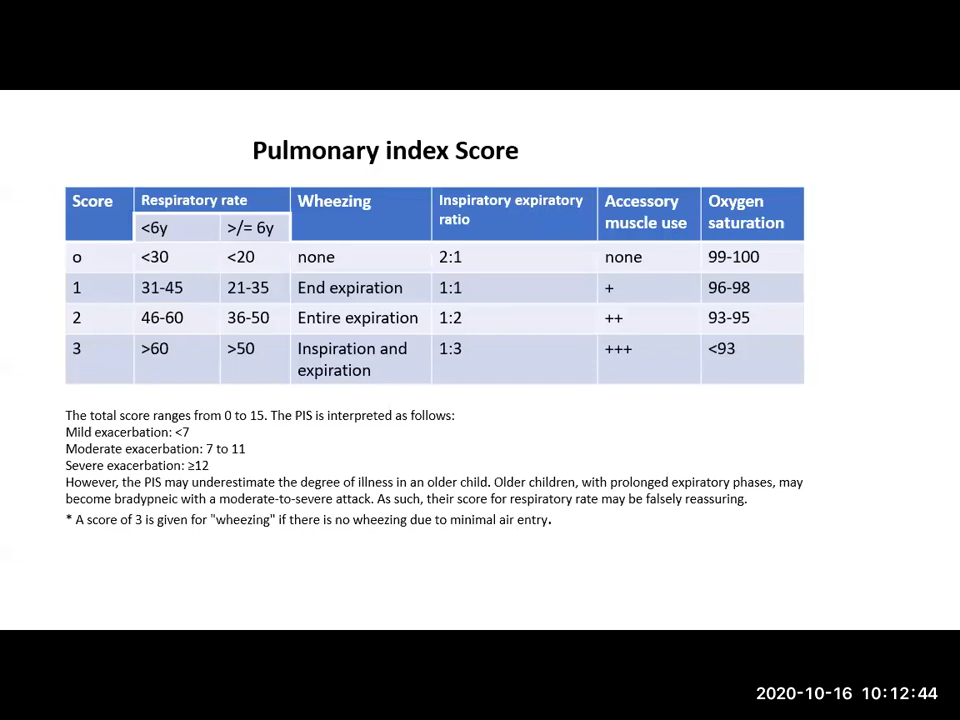 Pulmonary index Score
Score Respiratory rate Wheezing Inspiratory expiratory ratio Accessory muscle use Oxygen saturation
<6y >/= 6y
o <30 <20 none 2:1 none 99-100
1 31-45 21-35 End expiration 1:1 + 96-98
2 46-60 36-50 Entire expiration 1:2 ++ 93-95
3 >60 >50 Inspiration and expiration 1:3 +++ <93
The total score ranges from 0 to 15. The PIS is interpreted as follows:
Mild exacerbation: <7
Moderate exacerbation: 7 to 11
Severe exacerbation: ≥12
However, the PIS may underestimate the degree of illness in an older child. Older children, with prolonged expiratory phases, may
become bradypneic with a moderate-to-severe attack. As such, their score for respiratory rate may be falsely reassuring.
* A score of 3 is given for "wheezing" if there is no wheezing due to minimal air entry.
2020-10-16 10:12:44